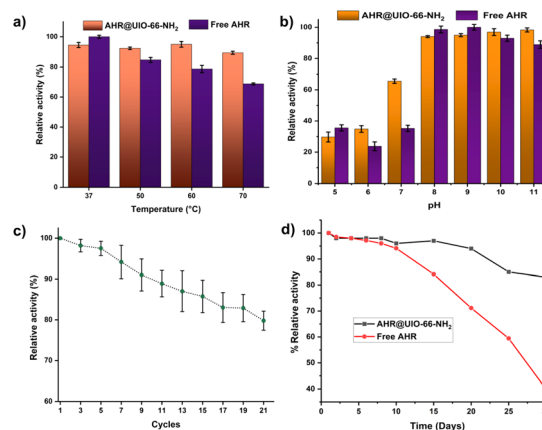 a)
AHR@UIO-66-NH2 Free AHR
Relative activity (%)
100
80
60
40
20
0
37 50 60 70
Temperature (°C)
b)
AHR@UIO-66-NH2 Free AHR
Relative activity (%)
100
80
60
40
20
0
5 6 7 8 9 10 11
pH
c)
Relative activity (%)
100
90
80
70
60
1 3 5 7 9 11 13 15 17 19 21
Cycles
d)
% Relative activity
100
90
80
70
60
50
40
AHR@UIO-66-NH2
Free AHR
0 5 10 15 20 25
Time (Days)